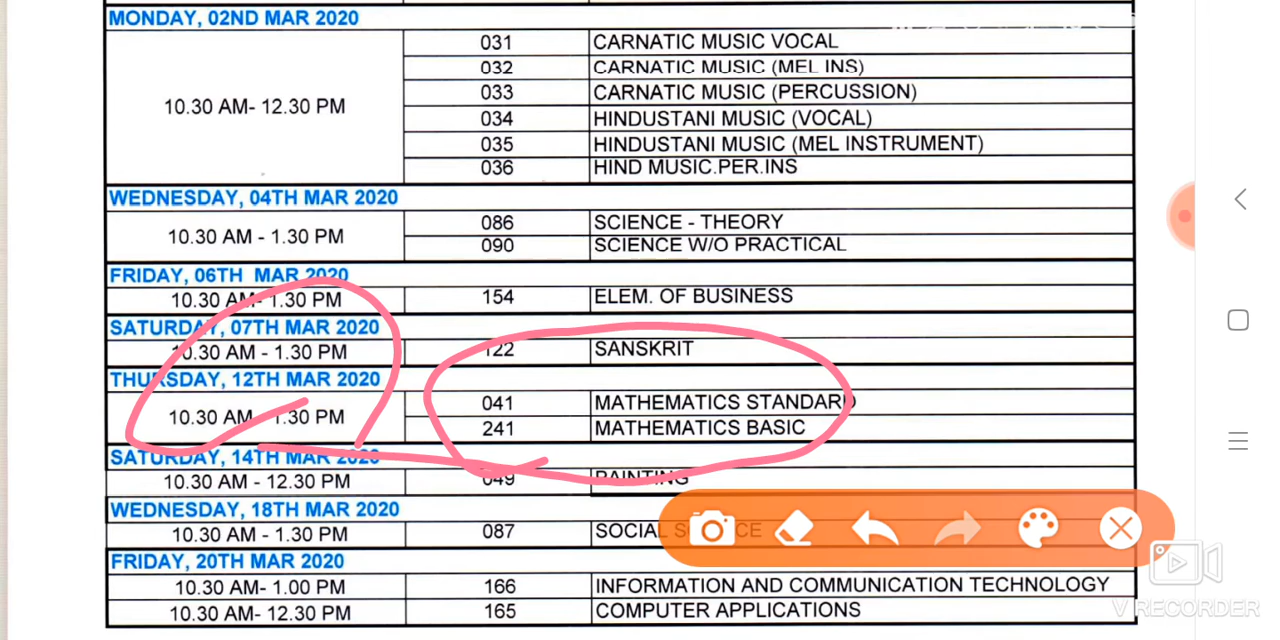 MONDAY, 02ND MAR 2020
10.30 AM- 12.30 PM
031 CARNATIC MUSIC VOCAL
032 CARNATIC MUSIC (MEL INS)
033 CARNATIC MUSIC (PERCUSSION)
034 HINDUSTANI MUSIC (VOCAL)
035 HINDUSTANI MUSIC (MEL INSTRUMENT)
036 HIND MUSIC.PER.INS
WEDNESDAY, 04TH MAR 2020
10.30 AM - 1.30 PM
086 SCIENCE - THEORY
090 SCIENCE W/O PRACTICAL
FRIDAY, 06TH MAR 2020
10.30 AM- 1.30 PM 154 ELEM. OF BUSINESS
SATURDAY, 07TH MAR 2020
10.30 AM - 1.30 PM 122 SANSKRIT
THURSDAY, 12TH MAR 2020
10.30 AM - 1.30 PM
041 MATHEMATICS STANDARD
241 MATHEMATICS BASIC
SATURDAY, 14TH MAR 2020
10.30 AM - 12.30 PM 049 PAINTING
WEDNESDAY, 18TH MAR 2020
10.30 AM - 1.30 PM 087 SOCIAL SCIENCE
FRIDAY, 20TH MAR 2020
10.30 AM- 1.00 PM 166 INFORMATION AND COMMUNICATION TECHNOLOGY
10.30 AM- 12.30 PM 165 COMPUTER APPLICATIONS
V RECORDER